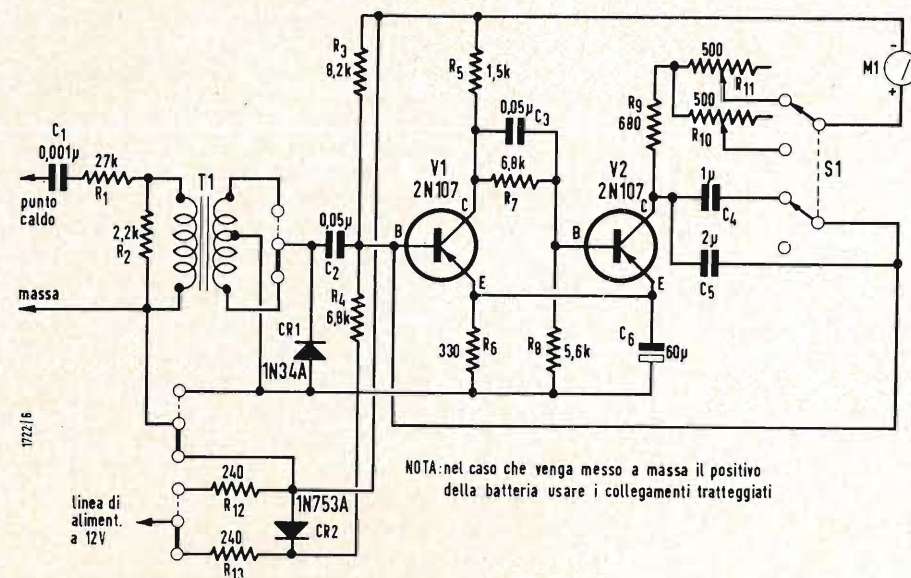 R3
8,2k
R5
1,5k
0,05µ
C3
6,8k
R7
R9
680
500
R11
500
R10
M1
-
+
S1
C1
0,001µ
27k
R1
punto
caldo
2,2k
R2
T1
0,05µ
C2
V1
2N107
C
B
E
V2
2N107
C
B
E
1µ
C4
2µ
C5
massa
R4
6,8k
CR1
1N34A
330
R6
R8
5,6k
C6
60µ
1722/6
NOTA: nel caso che venga messo a massa il positivo
della batteria usare i collegamenti tratteggiati
240
R12
1N753A
CR2
linea di
aliment.
a 12V
240
R13